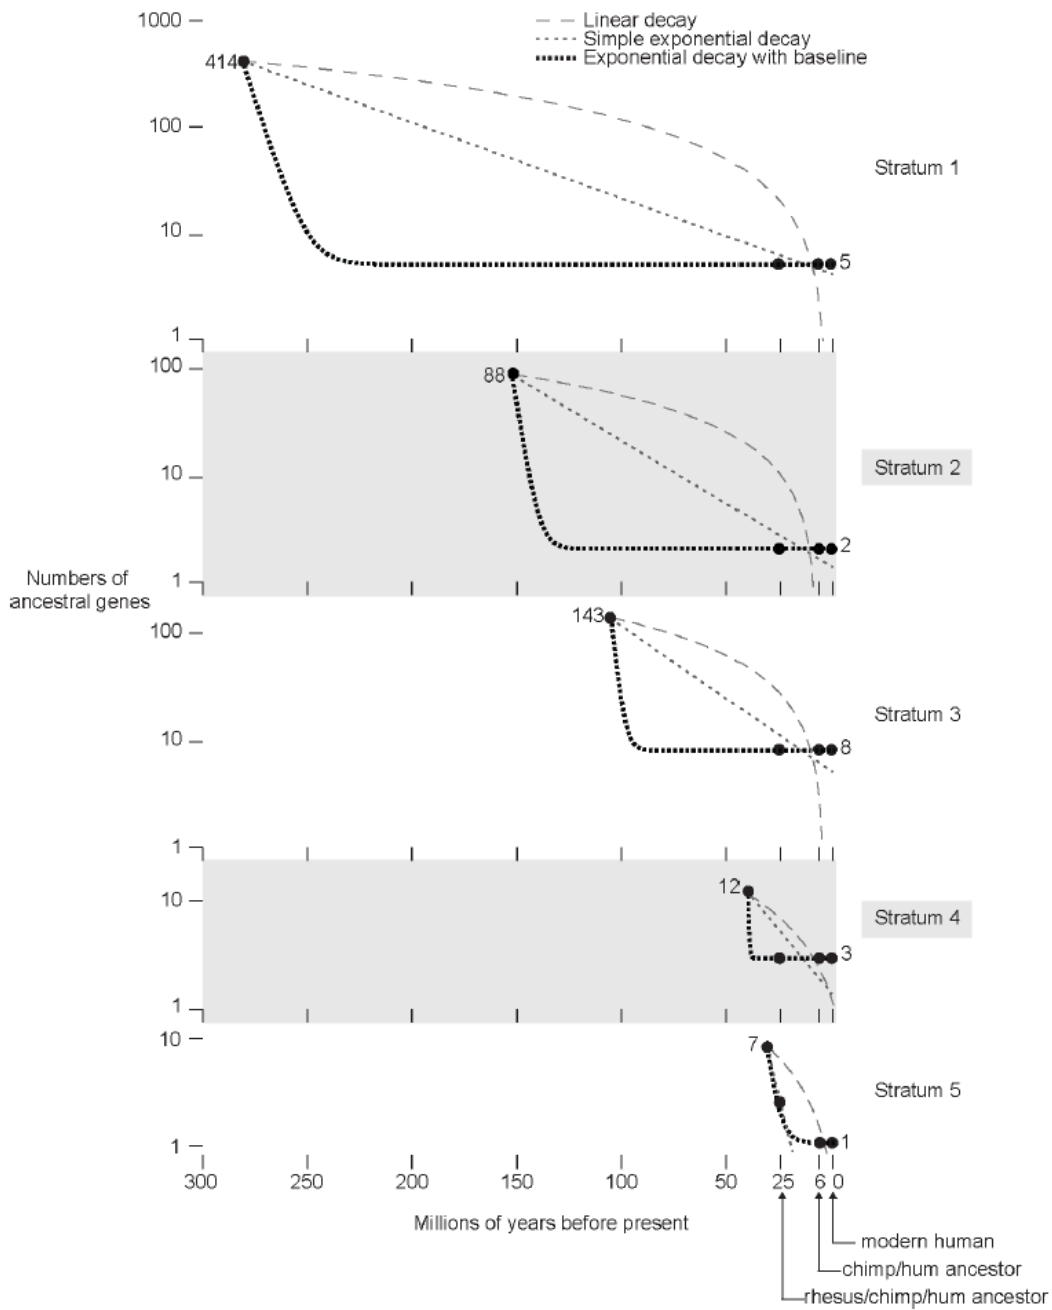 Linear decay
Simple exponential decay
Exponential decay with baseline
1000
414
100
10
5
1
Stratum 1
100
88
10
2
1
Stratum 2
Numbers of
ancestral genes
143
100
10
8
1
Stratum 3
12
10
3
1
Stratum 4
10
7
1
1
Stratum 5
300 250 200 150 100 50 25 6 0
Millions of years before present
modern human
chimp/hum ancestor
rhesus/chimp/hum ancestor